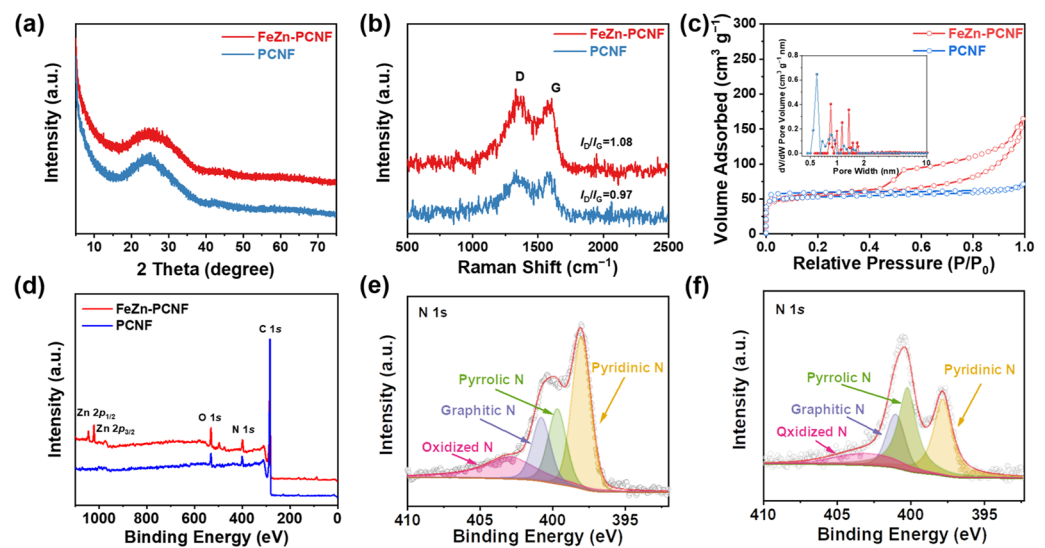 (a)
FeZn-PCNF
PCNF
Intensity (a.u.)
10 20 30 40 50 60 70
2 Theta (degree)
(b)
FeZn-PCNF
PCNF
D
G
I_D/I_G=1.08
I_D/I_G=0.97
Intensity (a.u.)
500 1000 1500 2000 2500
Raman Shift (cm⁻¹)
(c)
FeZn-PCNF
PCNF
Volume Adsorbed (cm³ g⁻¹)
300
250
200
150
100
50
0
0.0 0.2 0.4 0.6 0.8 1.0
Relative Pressure (P/P₀)
dV/dW Pore Volume (cm³ g⁻¹ nm)
0.8
0.6
0.4
0.2
0.0
0.5 1 2 10
Pore Width (nm)
(d)
FeZn-PCNF
PCNF
C 1s
Zn 2p1/2
Zn 2p3/2
O 1s
N 1s
Intensity (a.u.)
1000 800 600 400 200 0
Binding Energy (eV)
(e)
N 1s
Pyrrolic N
Pyridinic N
Graphitic N
Oxidized N
Intensity (a.u.)
410 405 400 395
Binding Energy (eV)
(f)
N 1s
Pyrrolic N
Pyridinic N
Graphitic N
Qxidized N
Intensity (a.u.)
410 405 400 395
Binding Energy (eV)